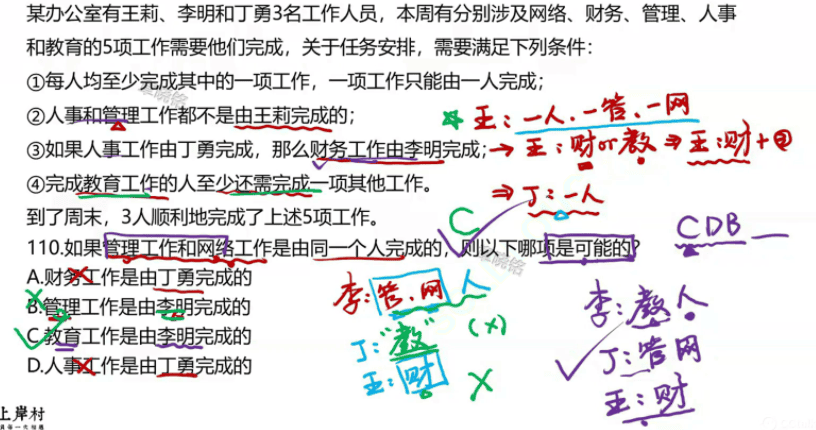 某办公室有王莉、李明和丁勇3名工作人员，本周有分别涉及网络、财务、管理、人事
和教育的5项工作需要他们完成，关于任务安排，需要满足下列条件：
①每人均至少完成其中的一项工作，一项工作只能由一人完成；
②人事和管理工作都不是由王莉完成的；
王：一人、一管、一网
③如果人事工作由丁勇完成，那么财务工作由李明完成；
→ 王：财or教 ⇒ 王：财+②
④完成教育工作的人至少还需完成一项其他工作。
⇒ 丁：一人
到了周末，3人顺利地完成了上述5项工作。
C
CDB
110.如果管理工作和网络工作是由同一个人完成的，则以下哪项是可能的？
A.财务工作是由丁勇完成的
B.管理工作是由李明完成的
C.教育工作是由李明完成的
D.人事工作是由丁勇完成的
李：管、网 人
丁："教" (x)
王：财 X
李：教人
丁：管网
王：财
上岸村